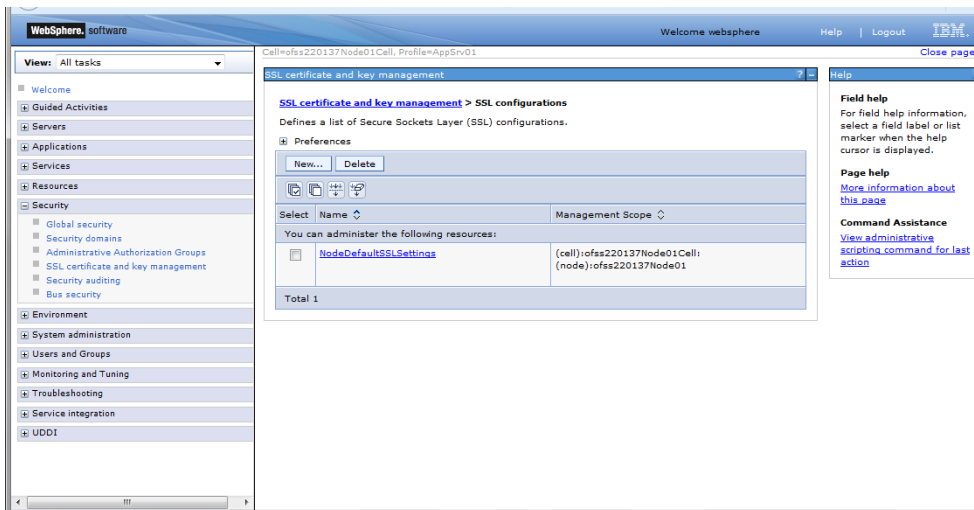 WebSphere. software
Welcome websphere
Help | Logout
IBM.
View: All tasks
Welcome
Guided Activities
Servers
Applications
Services
Resources
Security
Global security
Security domains
Administrative Authorization Groups
SSL certificate and key management
Security auditing
Bus security
Environment
System administration
Users and Groups
Monitoring and Tuning
Troubleshooting
Service integration
UDDI
Cell=ofss220137Node01Cell, Profile=AppSrv01
Close page
SSL certificate and key management
? -
SSL certificate and key management > SSL configurations
Defines a list of Secure Sockets Layer (SSL) configurations.
Preferences
New... Delete
Select Name Management Scope
You can administer the following resources:
NodeDefaultSSLSettings
(cell):ofss220137Node01Cell:
(node):ofss220137Node01
Total 1
Help
Field help
For field help information,
select a field label or list
marker when the help
cursor is displayed.
Page help
More information about
this page
Command Assistance
View administrative
scripting command for last
action